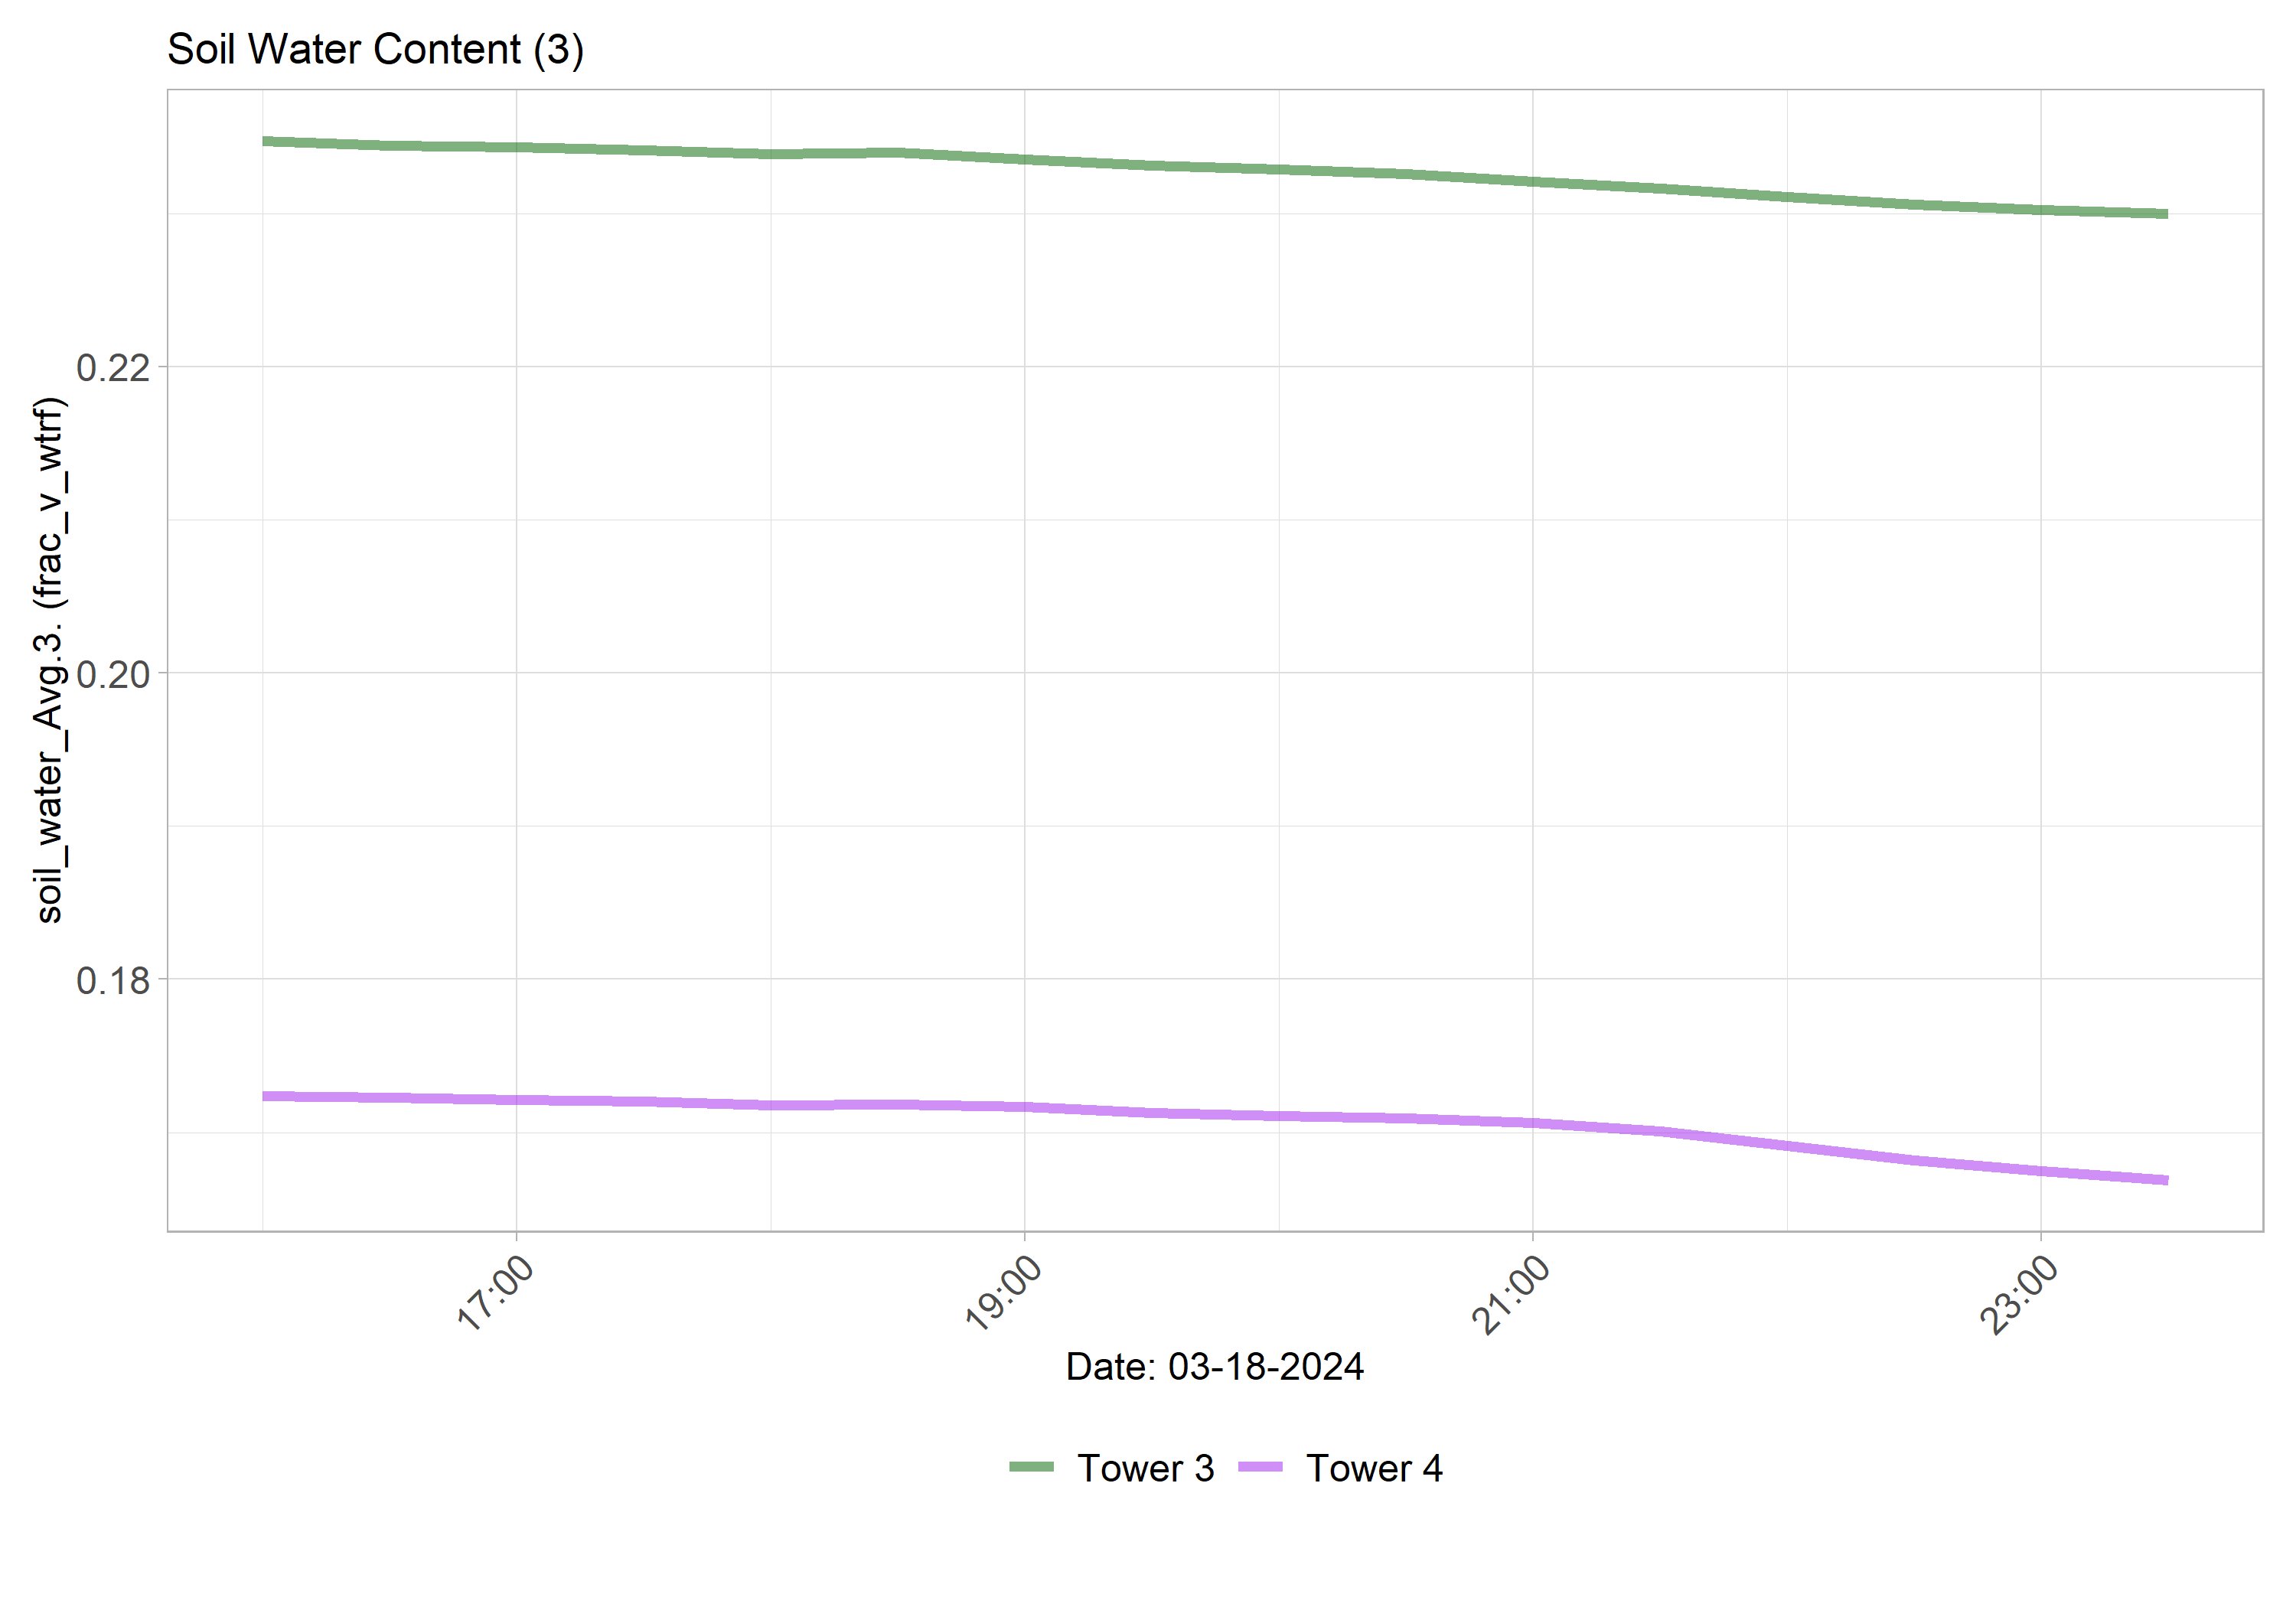 Soil Water Content (3)
soil_water_Avg.3. (frac_v_wtrf)
0.22
0.20
0.18
17:00
19:00
21:00
23:00
Date: 03-18-2024
Tower 3
Tower 4